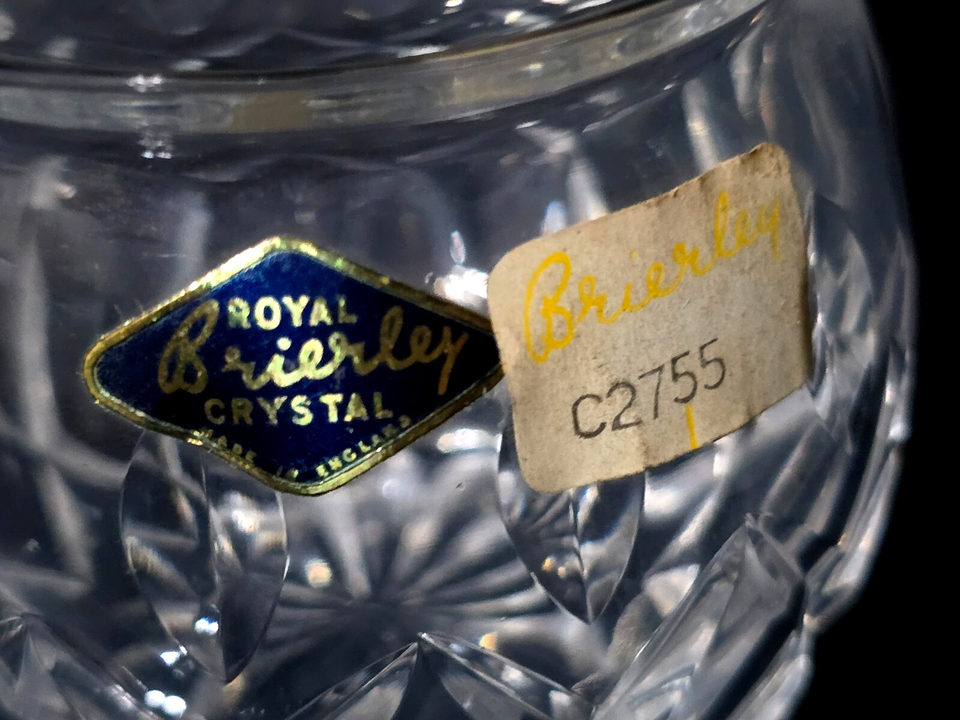 ROYAL
Brierley
CRYSTAL
MADE IN ENGLAND
Brierley
C2755